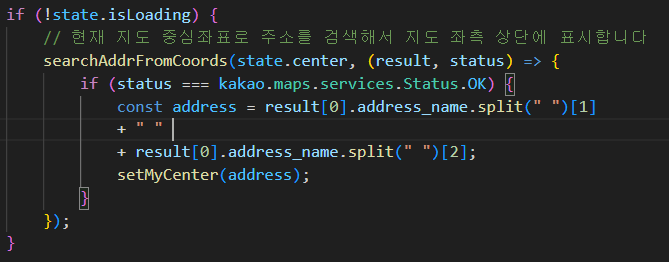 if (!state.isLoading) {
// 현재 지도 중심좌표로 주소를 검색해서 지도 좌측 상단에 표시합니다
searchAddrFromCoords(state.center, (result, status) => {
if (status === kakao.maps.services.Status.OK) {
const address = result[0].address_name.split(" ")[1]
+ " "
+ result[0].address_name.split(" ")[2];
setMyCenter(address);
}
});
}